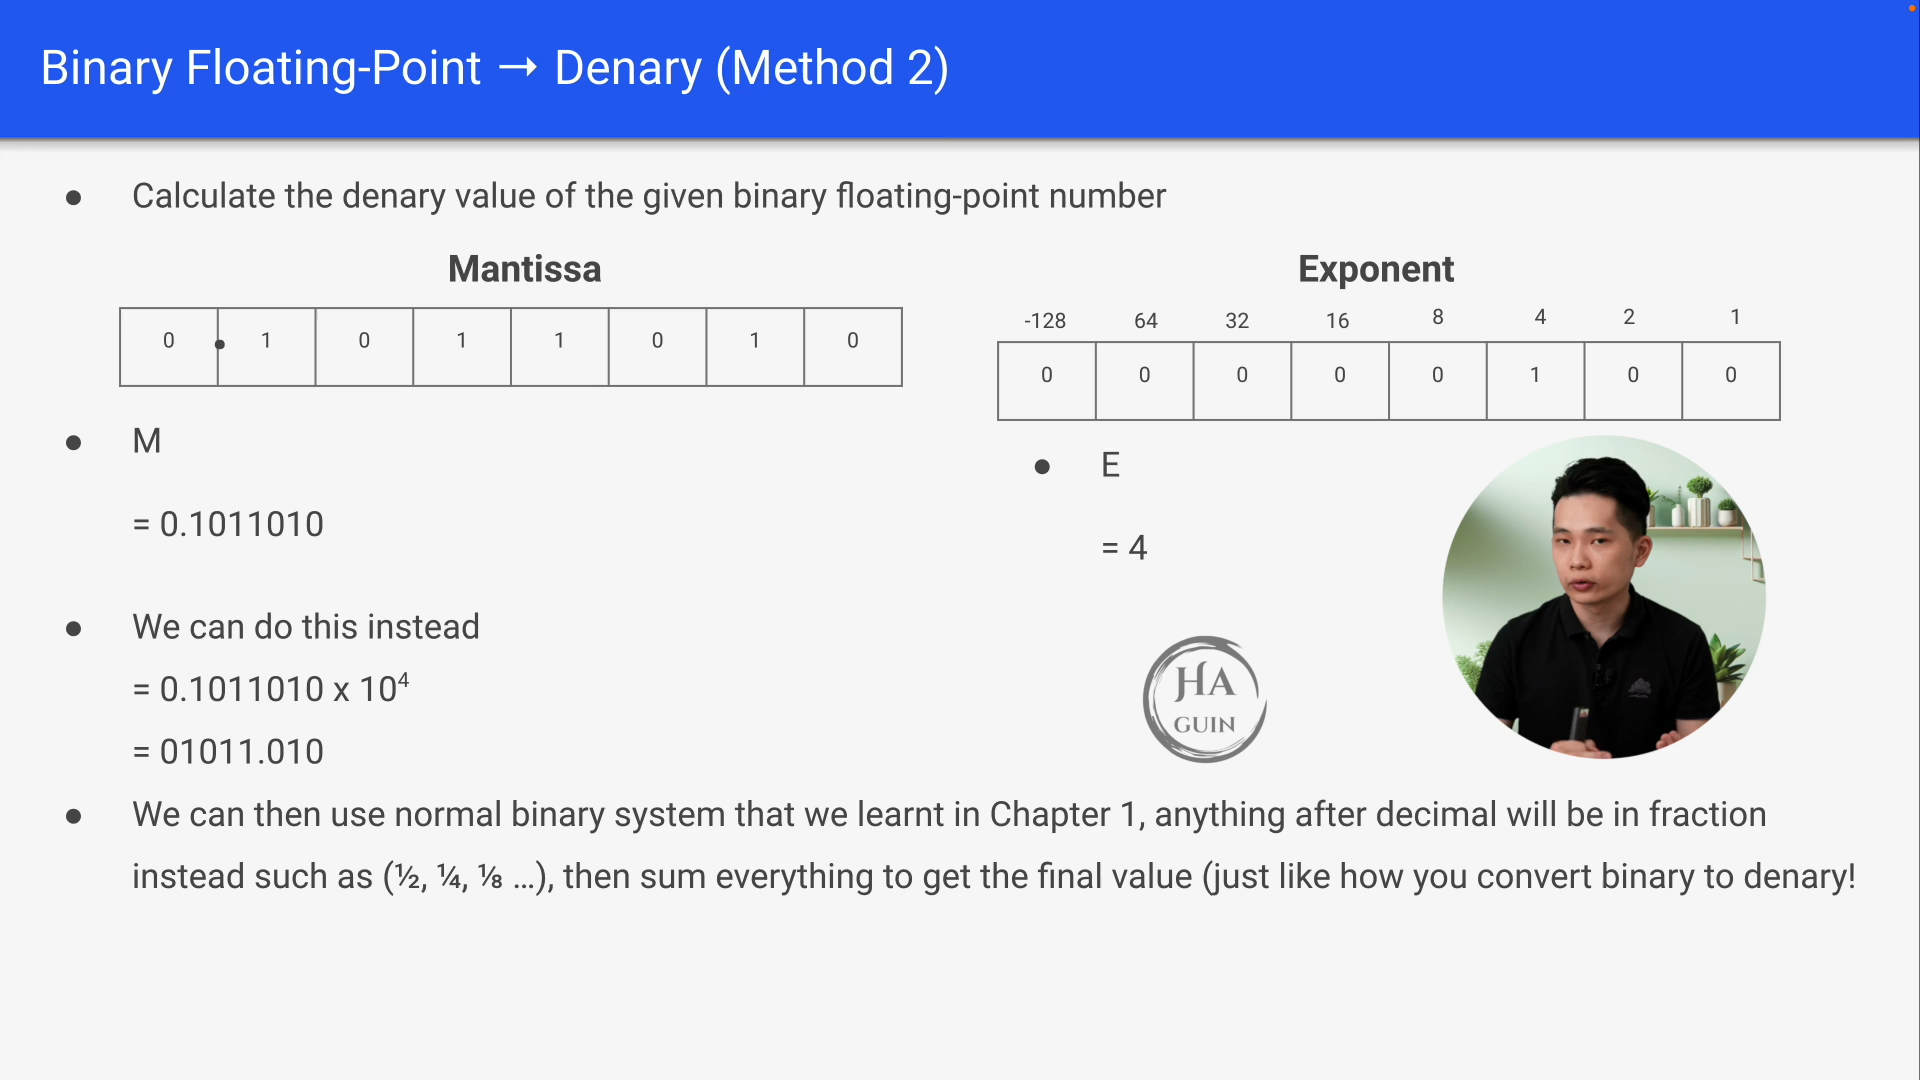 Binary Floating-Point → Denary (Method 2)
● Calculate the denary value of the given binary floating-point number
Mantissa
0 . 1 0 1 1 0 1 0
Exponent
-128 64 32 16 8 4 2 1
0 0 0 0 0 1 0 0
● M
= 0.1011010
● E
= 4
● We can do this instead
= 0.1011010 x 10⁴
= 01011.010
HA
GUIN
● We can then use normal binary system that we learnt in Chapter 1, anything after decimal will be in fraction
instead such as (½, ¼, ⅛ ...), then sum everything to get the final value (just like how you convert binary to denary!